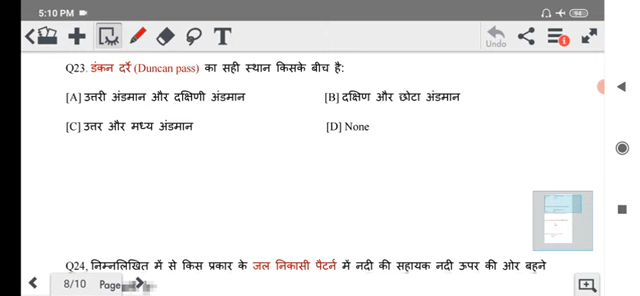 5:10 PM
94
T
Undo
Q23. डंकन दर्रे (Duncan pass) का सही स्थान किसके बीच है:
[A] उत्तरी अंडमान और दक्षिणी अंडमान [B] दक्षिण और छोटा अंडमान
[C] उत्तर और मध्य अंडमान [D] None
Q24, निम्नलिखित में से किस प्रकार के जल निकासी पैटर्न में नदी की सहायक नदी ऊपर की ओर बहने
8/10 Page